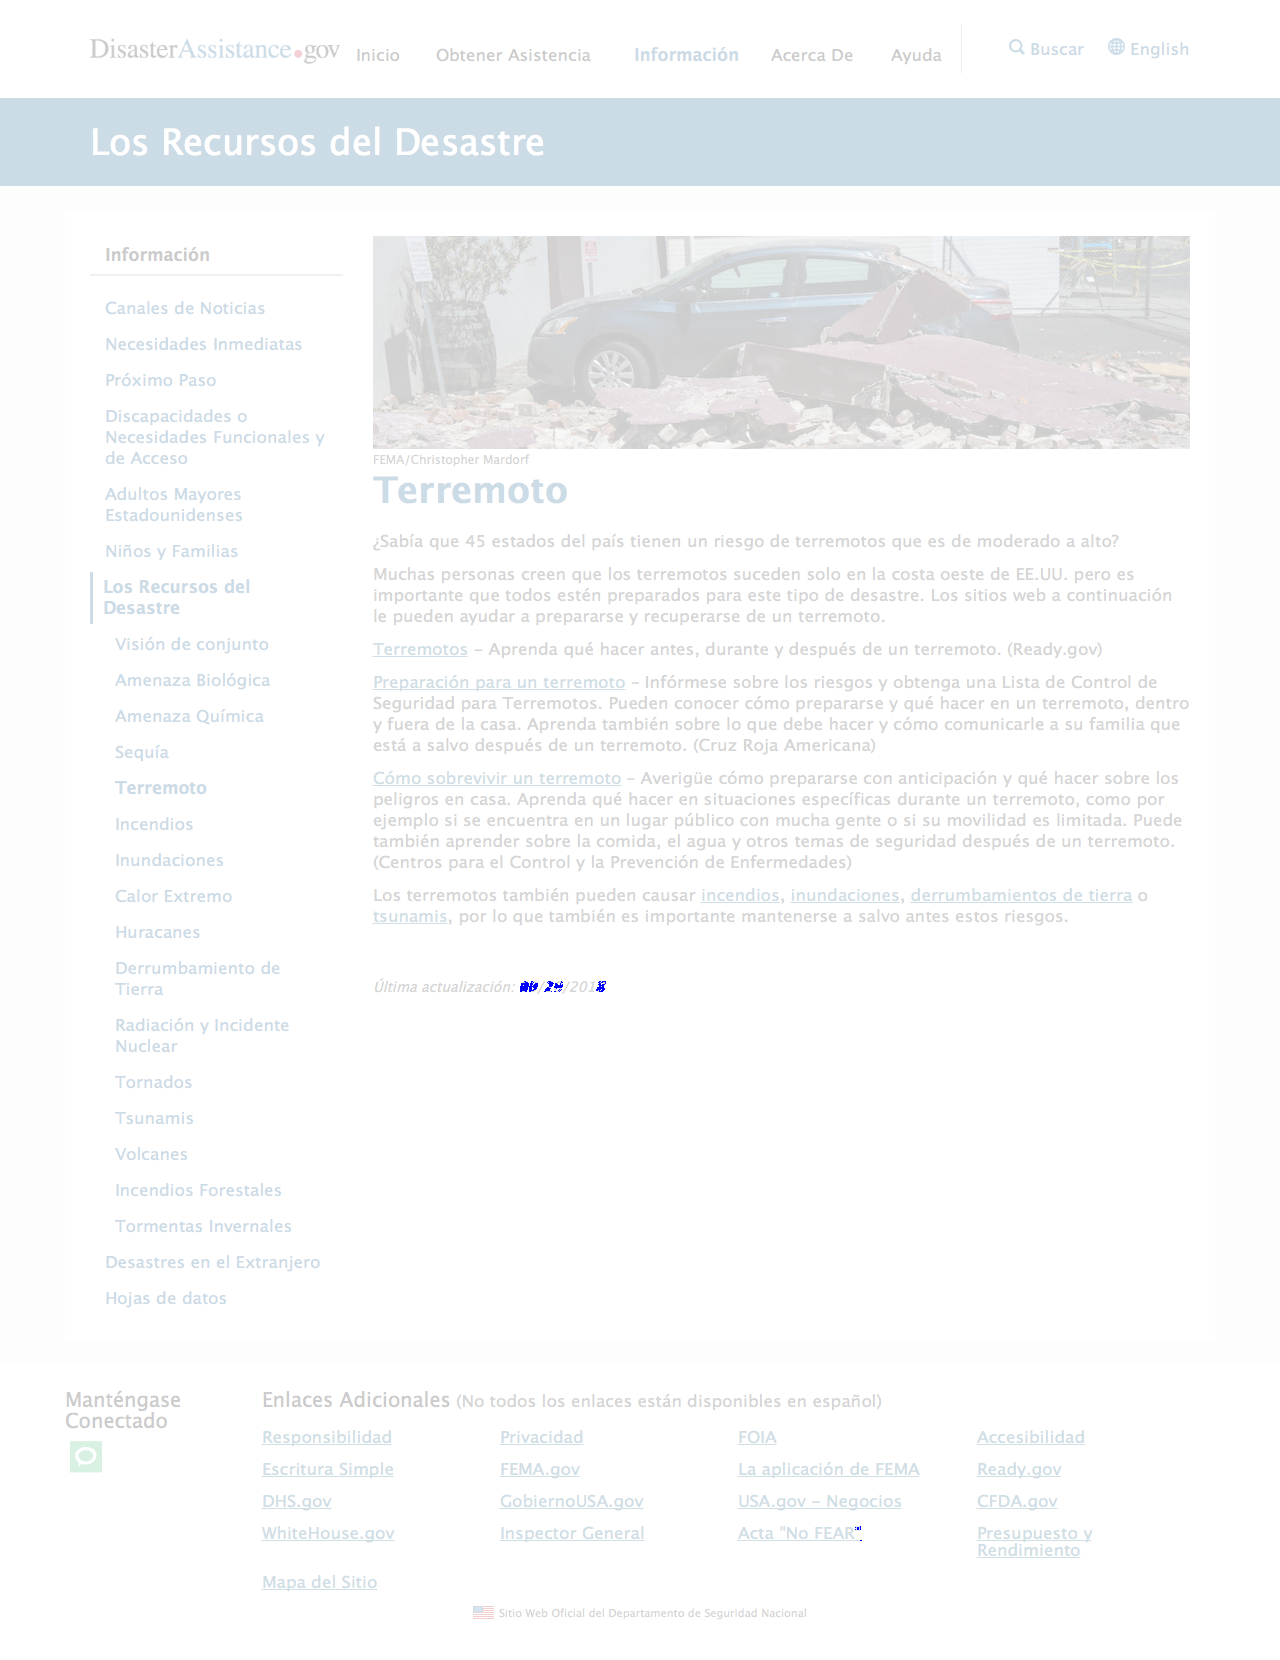 DisasterAssistance.gov Inicio Obtener Asistencia Información Acerca De Ayuda Buscar English
Los Recursos del Desastre
Información
Canales de Noticias
Necesidades Inmediatas
Próximo Paso
Discapacidades o
Necesidades Funcionales y
de Acceso
Adultos Mayores
Estadounidenses
Niños y Familias
Los Recursos del
Desastre
Visión de conjunto
Amenaza Biológica
Amenaza Química
Sequía
Terremoto
Incendios
Inundaciones
Calor Extremo
Huracanes
Derrumbamiento de
Tierra
Radiación y Incidente
Nuclear
Tornados
Tsunamis
Volcanes
Incendios Forestales
Tormentas Invernales
Desastres en el Extranjero
Hojas de datos
FEMA/Christopher Mardorf
Terremoto
¿Sabía que 45 estados del país tienen un riesgo de terremotos que es de moderado a alto?
Muchas personas creen que los terremotos suceden solo en la costa oeste de EE.UU. pero es
importante que todos estén preparados para este tipo de desastre. Los sitios web a continuación
le pueden ayudar a prepararse y recuperarse de un terremoto.
Terremotos – Aprenda qué hacer antes, durante y después de un terremoto. (Ready.gov)
Preparación para un terremoto – Infórmese sobre los riesgos y obtenga una Lista de Control de
Seguridad para Terremotos. Pueden conocer cómo prepararse y qué hacer en un terremoto, dentro
y fuera de la casa. Aprenda también sobre lo que debe hacer y cómo comunicarle a su familia que
está a salvo después de un terremoto. (Cruz Roja Americana)
Cómo sobrevivir un terremoto – Averigüe cómo prepararse con anticipación y qué hacer sobre los
peligros en casa. Aprenda qué hacer en situaciones específicas durante un terremoto, como por
ejemplo si se encuentra en un lugar público con mucha gente o si su movilidad es limitada. Puede
también aprender sobre la comida, el agua y otros temas de seguridad después de un terremoto.
(Centros para el Control y la Prevención de Enfermedades)
Los terremotos también pueden causar incendios, inundaciones, derrumbamientos de tierra o
tsunamis, por lo que también es importante mantenerse a salvo antes estos riesgos.
Última actualización:
Manténgase
Conectado
Enlaces Adicionales (No todos los enlaces están disponibles en español)
Responsibilidad Privacidad FOIA Accesibilidad
Escritura Simple FEMA.gov La aplicación de FEMA Ready.gov
DHS.gov GobiernoUSA.gov USA.gov – Negocios CFDA.gov
WhiteHouse.gov Inspector General Acta "No FEAR" Presupuesto y
Rendimiento
Mapa del Sitio
Sitio Web Oficial del Departamento de Seguridad Nacional